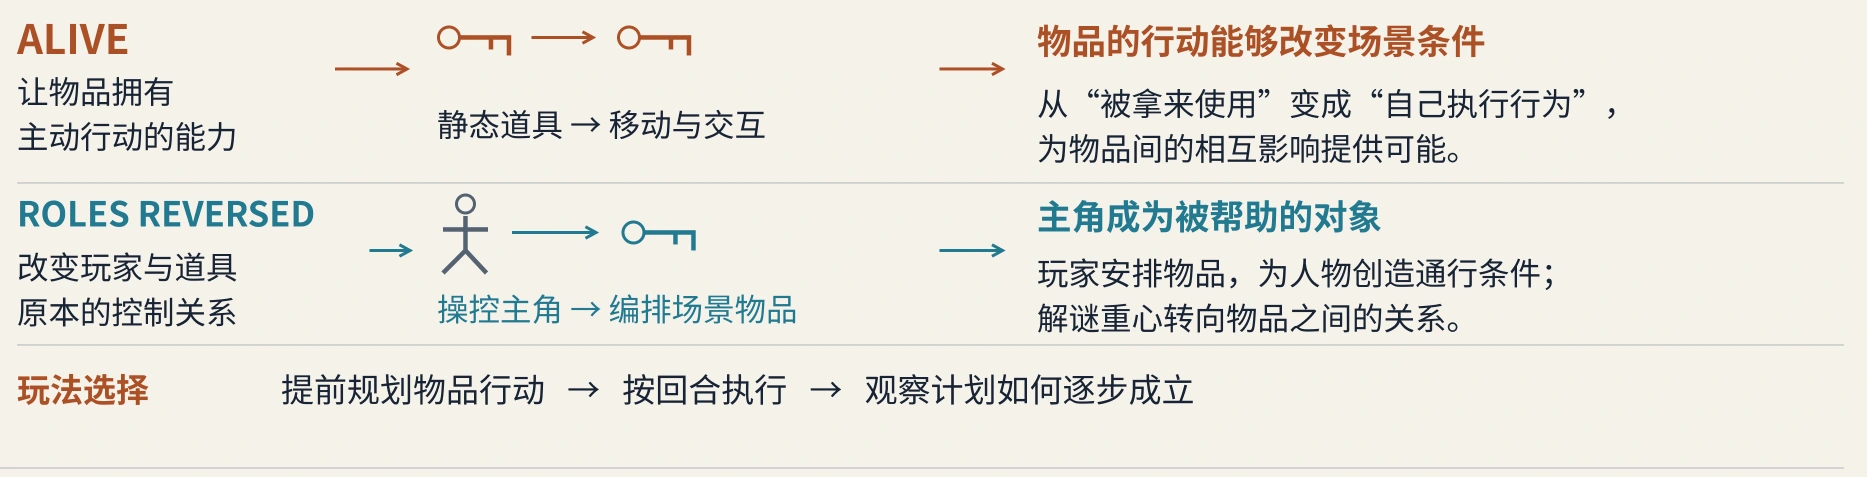 ALIVE
让物品拥有
主动行动的能力
静态道具 → 移动与交互
物品的行动能够改变场景条件
从“被拿来使用”变成“自己执行行为”，
为物品间的相互影响提供可能。
ROLES REVERSED
改变玩家与道具
原本的控制关系
操控主角 → 编排场景物品
主角成为被帮助的对象
玩家安排物品，为人物创造通行条件；
解谜重心转向物品之间的关系。
玩法选择
提前规划物品行动 → 按回合执行 → 观察计划如何逐步成立